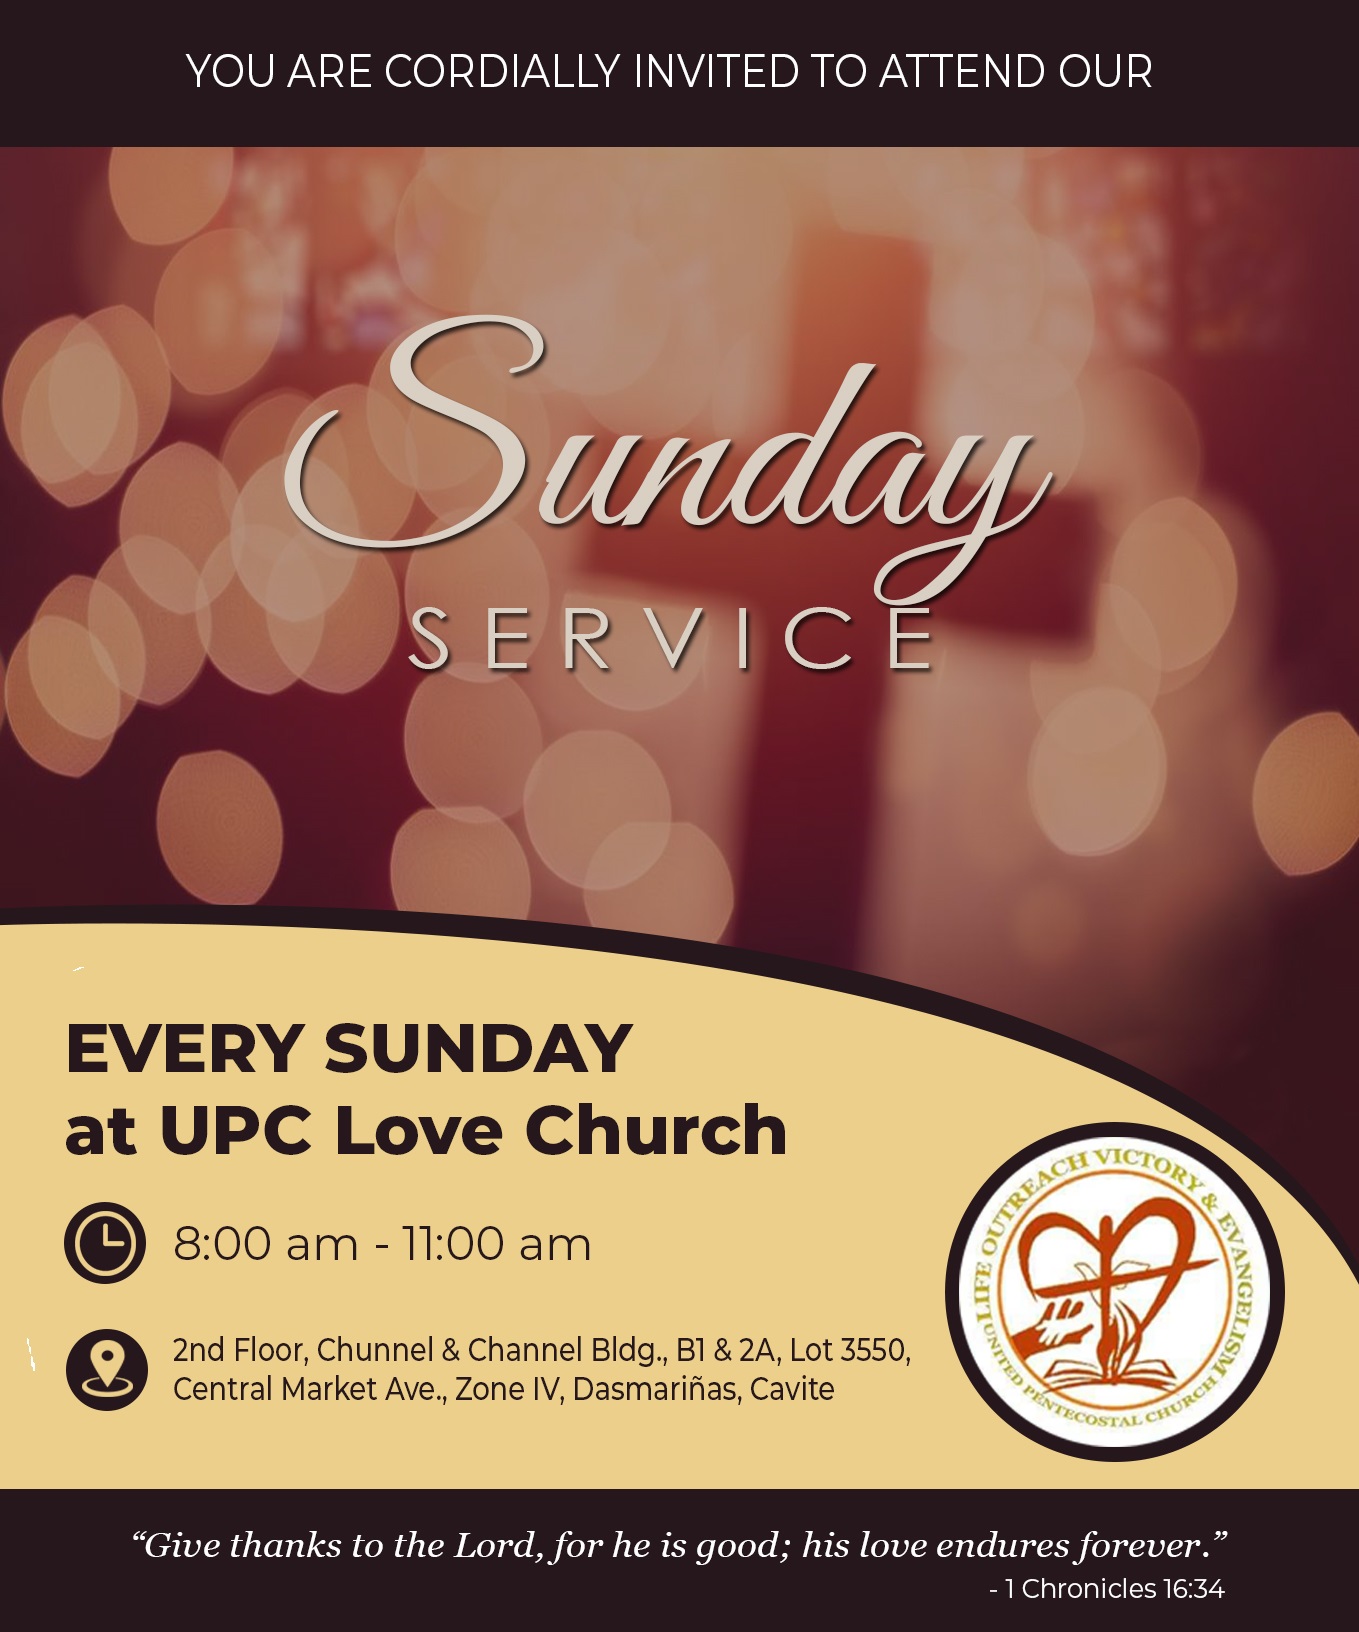 YOU ARE CORDIALLY INVITED TO ATTEND OUR
Sunday
SERVICE
EVERY SUNDAY
at UPC Love Church
8:00 am - 11:00 am
2nd Floor, Chunnel & Channel Bldg., B1 & 2A, Lot 3550,
Central Market Ave., Zone IV, Dasmariñas, Cavite
LIFE OUTREACH VICTORY & EVANGELISM
UNITED PENTECOSTAL CHURCH
“Give thanks to the Lord, for he is good; his love endures forever.”
- 1 Chronicles 16:34